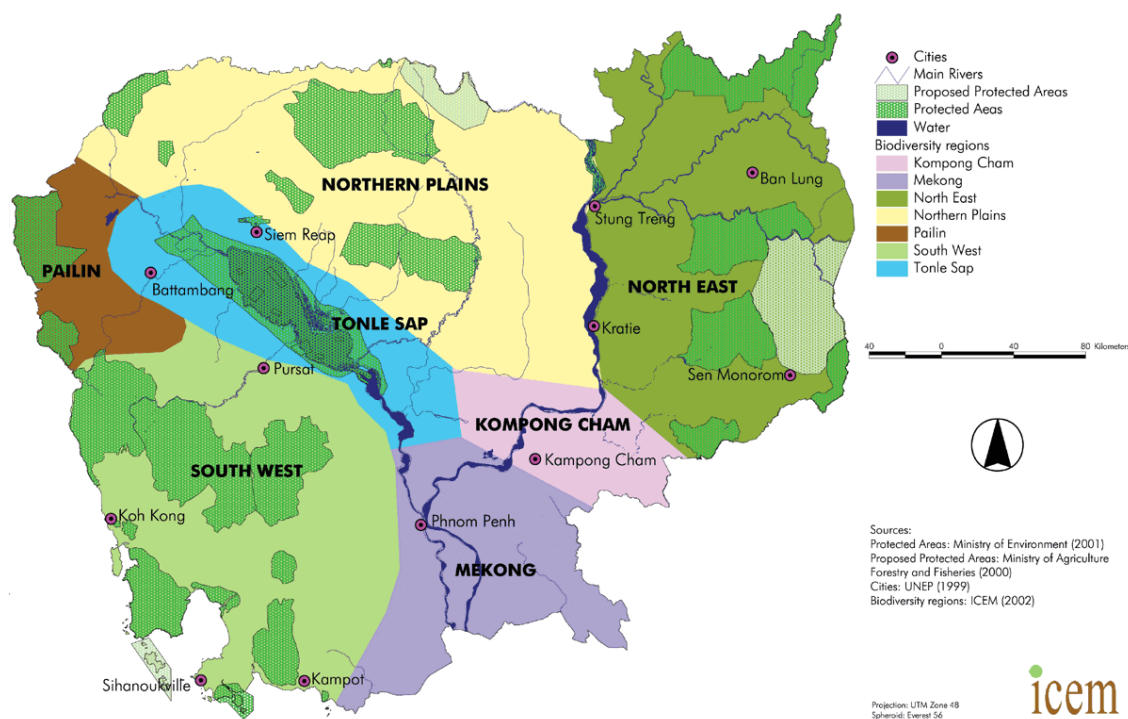 Cities
Main Rivers
Proposed Protected Areas
Protected Aeas
Water
Biodiversity regions
Kompong Cham
Mekong
North East
Northern Plains
Pailin
South West
Tonle Sap
NORTHERN PLAINS
Ban Lung
Stung Treng
Siem Reap
PAILIN
Battambang
NORTH EAST
TONLE SAP
Kratie
Pursat
Sen Monorom
40 0 40 80 Kilometers
KOMPONG CHAM
Kampong Cham
SOUTH WEST
Koh Kong
Phnom Penh
MEKONG
Sihanoukville
Kampot
Sources:
Protected Areas: Ministry of Environment (2001)
Proposed Protected Areas: Ministry of Agriculture
Forestry and Fisheries (2000)
Cities: UNEP (1999)
Biodiversity regions: ICEM (2002)
icem
Projection: UTM Zone 48
Spheroid: Everest 56